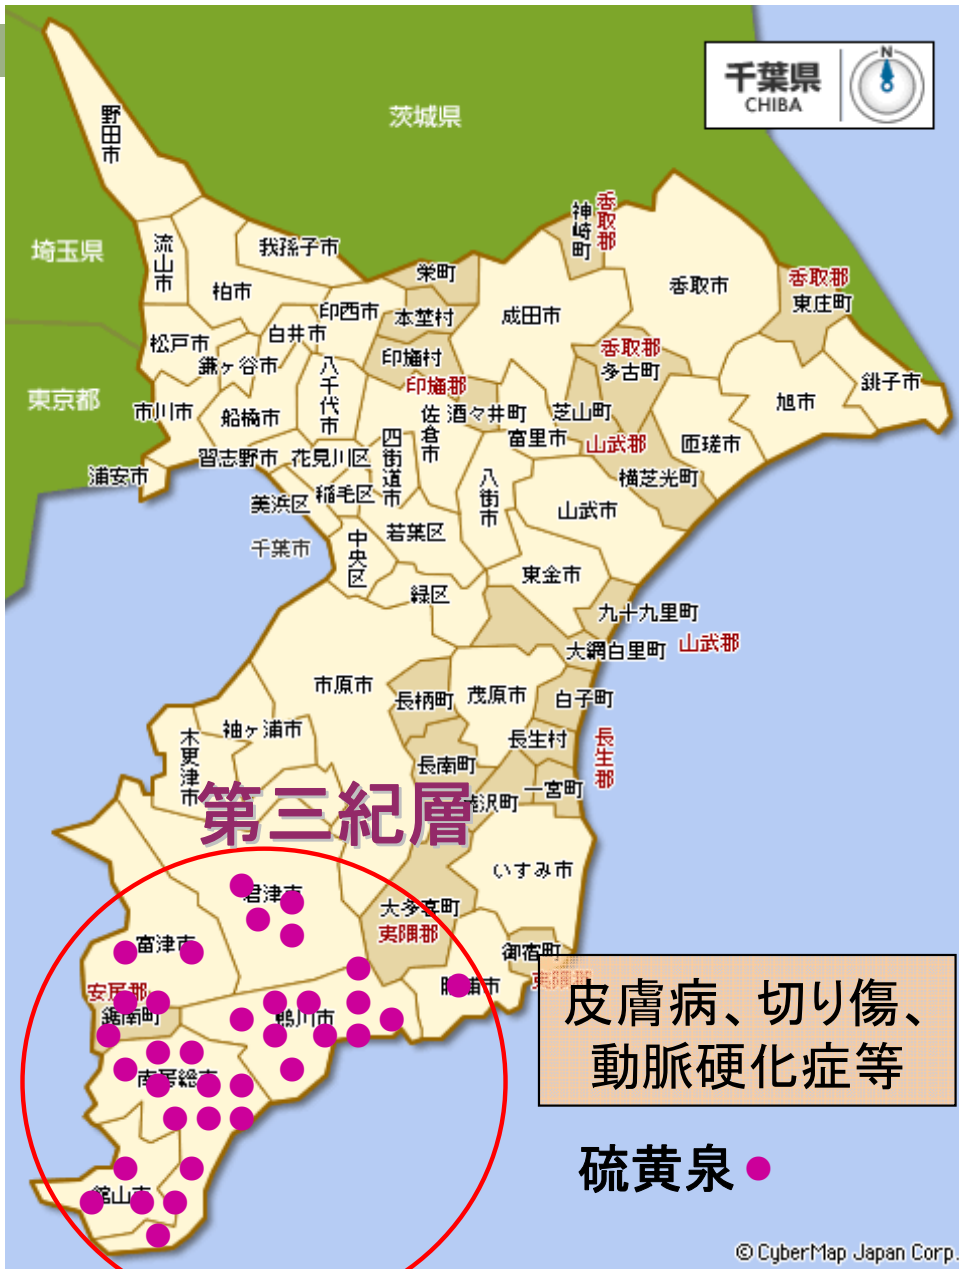 千葉県
CHIBA
N
茨城県
野田市
神崎町
香取郡
埼玉県
流山市
我孫子市
柏市
栄町
印西市
本埜村
成田市
香取市
香取郡
東庄町
松戸市
白井市
鎌ヶ谷市
印旛村
印旛郡
香取郡
多古町
東京都
市川市
船橋市
八千代市
佐倉市
酒々井町
芝山町
旭市
銚子市
富里市
山武郡
匝瑳市
浦安市
習志野市
花見川区
四街道市
横芝光町
美浜区
稲毛区
八街市
山武市
千葉市
中央区
若葉区
緑区
東金市
九十九里町
大網白里町
山武郡
市原市
長柄町
茂原市
白子町
袖ヶ浦市
木更津市
長生村
長生郡
長南町
一宮町
睦沢町
第三紀層
いすみ市
君津市
大多喜町
夷隅郡
富津市
御宿町
夷隅郡
勝浦市
安房郡
鋸南町
鴨川市
南房総市
館山市
皮膚病、切り傷、
動脈硬化症等
硫黄泉
© CyberMap Japan Corp.